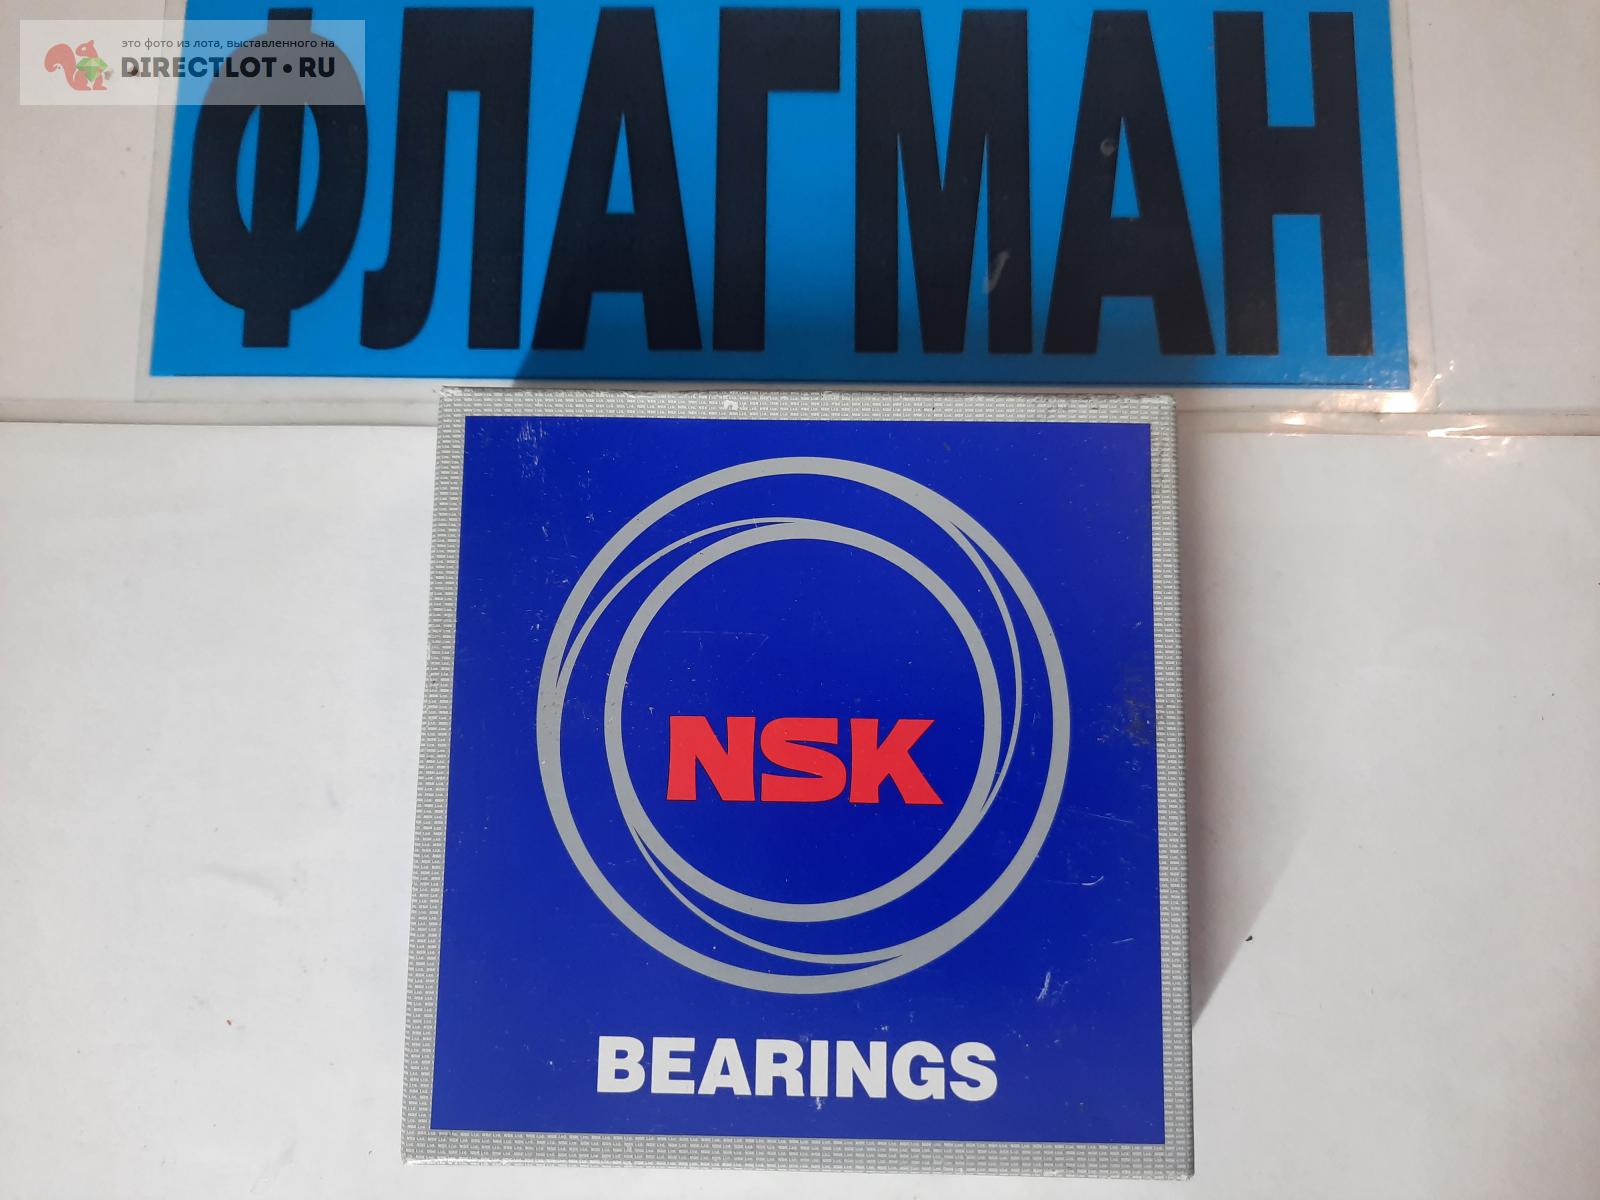 это фото из лота, выставленного на
DIRECTLOT•RU
ФЛАГМАН
NSK
BEARINGS